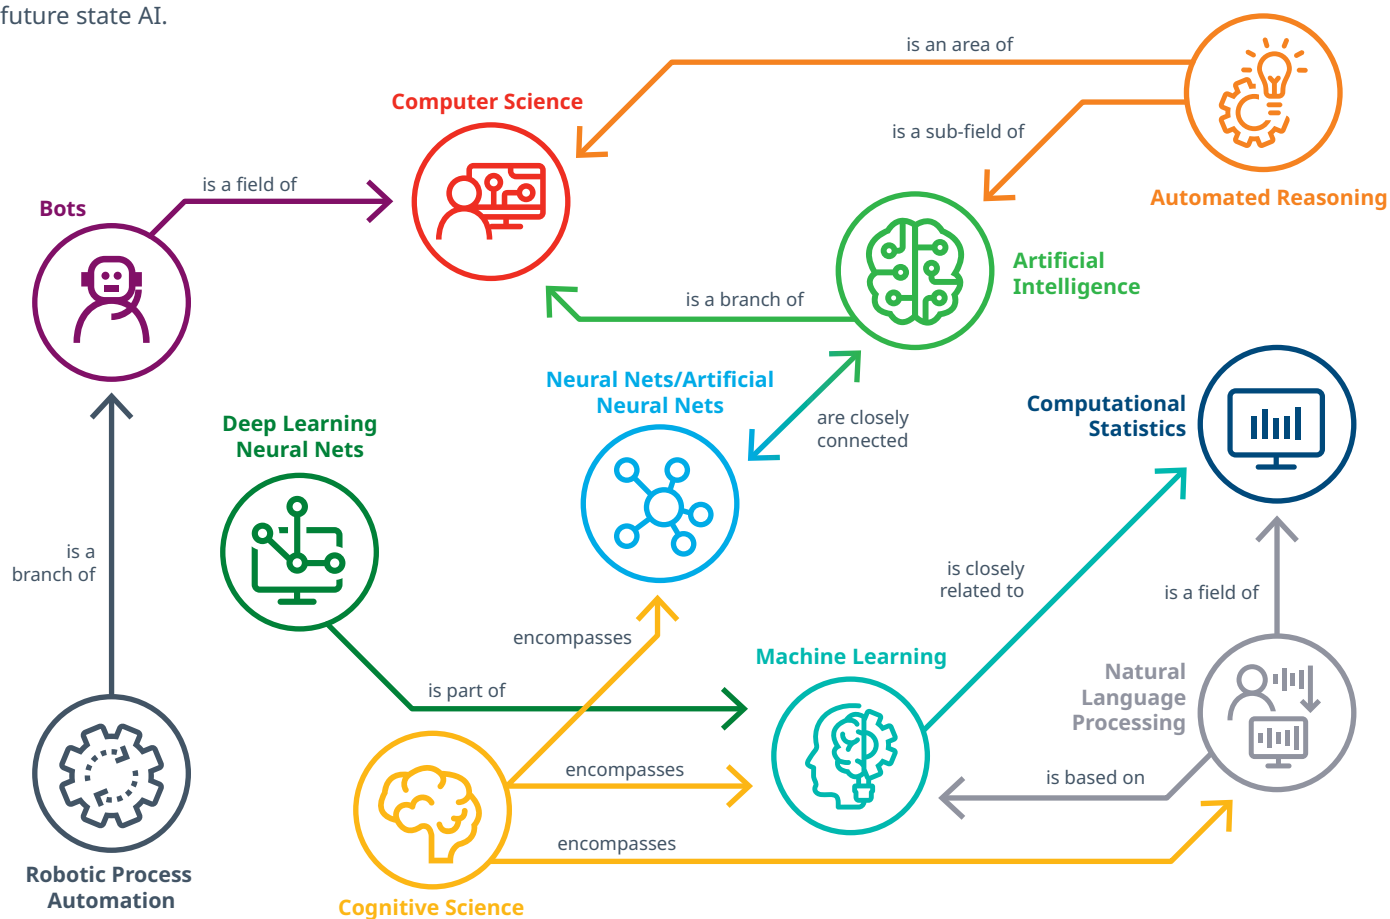 future state AI.
is an area of
Computer Science
is a sub-field of
is a field of
Automated Reasoning
Bots
Artificial
Intelligence
is a branch of
Neural Nets/Artificial
Neural Nets
are closely
connected
Computational
Statistics
Deep Learning
Neural Nets
is a
branch of
is closely
related to
is a field of
encompasses
Machine Learning
Natural
Language
Processing
is part of
encompasses
is based on
encompasses
Robotic Process
Automation
Cognitive Science